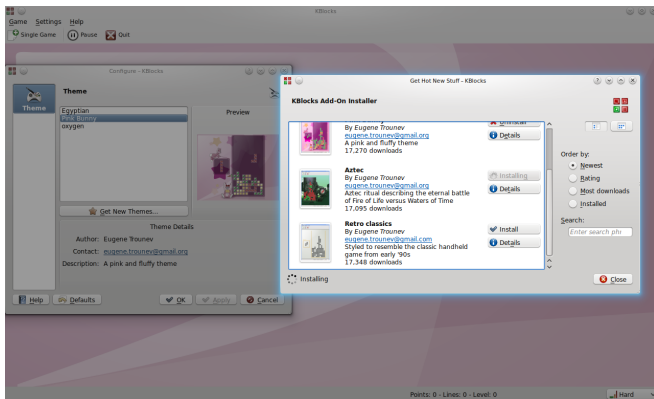 KBlocks
Game Settings Help
Single Game Pause Quit
Configure - KBlocks
Theme
Theme
Egyptian
Pink Bunny
oxygen
Preview
Get New Themes...
Theme Details
Author: Eugene Trounev
Contact: eugene.trounev@gmail.org
Description: A pink and fluffy theme
Help Defaults OK Apply Cancel
Get Hot New Stuff - KBlocks
KBlocks Add-On Installer
Uninstall
By Eugene Trounev
eugene.trounev@gmail.org
Details
A pink and fluffy theme
17,270 downloads
Aztec
By Eugene Trounev
Installing
eugene.trounev@gmail.org
Details
Aztec ritual describing the eternal battle
of Fire of Life versus Waters of Time
17,095 downloads
Retro classics
By Eugene Trounev
Install
eugene.trounev@gmail.com
Details
Styled to resemble the classic handheld
game from early '90s
17,348 downloads
Order by:
Newest
Rating
Most downloads
Installed
Search:
Enter search phr
Installing
Close
Points: 0 - Lines: 0 - Level: 0
Hard